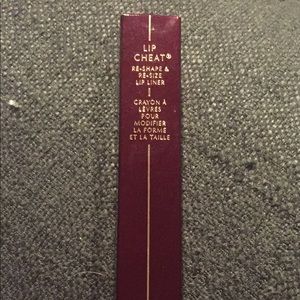 LIP
CHEAT®
RE-SHAPE &
RE-SIZE
LIP LINER
CRAYON À
LÈVRES
POUR
MODIFIER
LA FORME
ET LA TAILLE